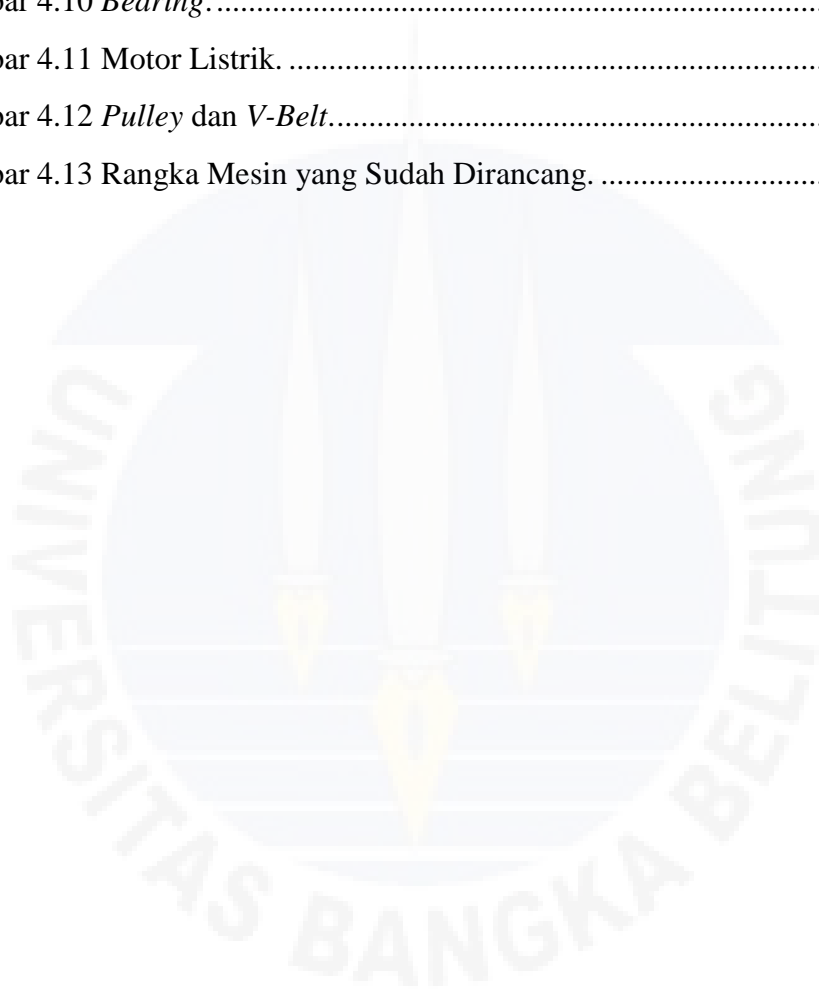 bar 4.10 Bearing. ....................................................................................
bar 4.11 Motor Listrik. ...........................................................................
bar 4.12 Pulley dan V-Belt......................................................................
bar 4.13 Rangka Mesin yang Sudah Dirancang. ..................................
UNIVERSITAS BANGKA BELITUNG